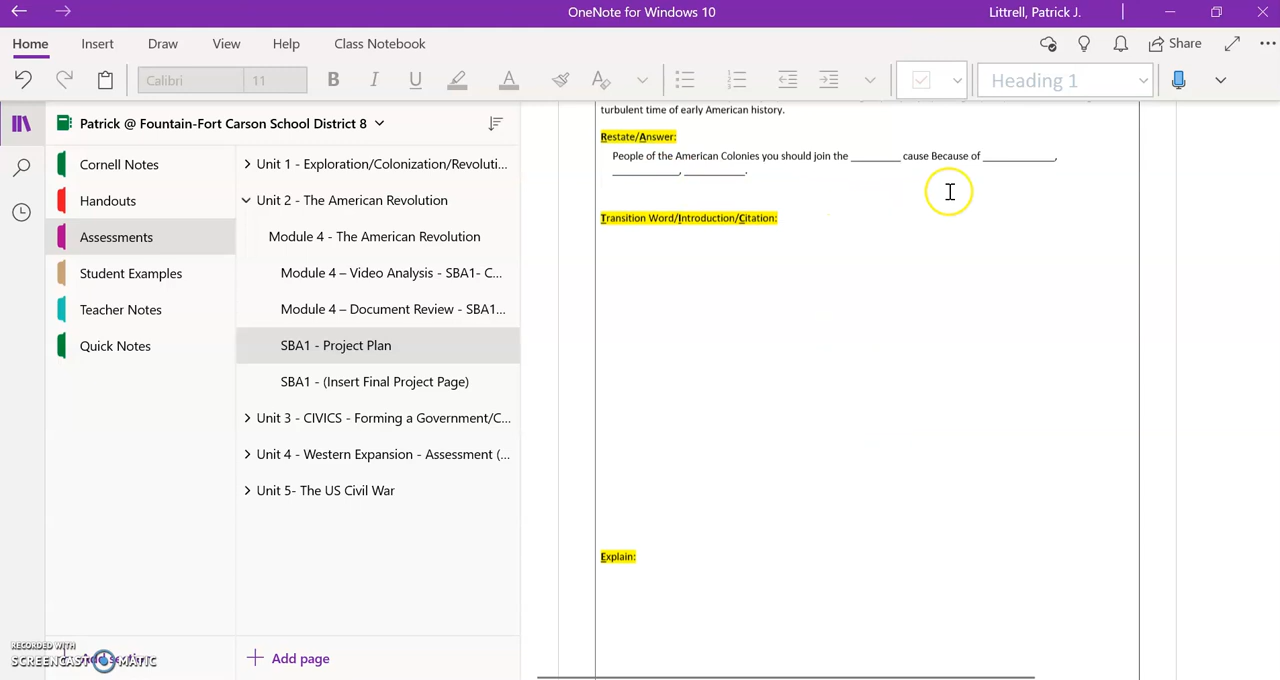 OneNote for Windows 10
Littrell, Patrick J.
Home Insert Draw View Help Class Notebook
Share
Calibri 11 B I U A Heading 1
Patrick @ Fountain-Fort Carson School District 8
Cornell Notes
Handouts
Assessments
Student Examples
Teacher Notes
Quick Notes
Unit 1 - Exploration/Colonization/Revoluti...
Unit 2 - The American Revolution
Module 4 - The American Revolution
Module 4 – Video Analysis - SBA1- C...
Module 4 – Document Review - SBA1...
SBA1 - Project Plan
SBA1 - (Insert Final Project Page)
Unit 3 - CIVICS - Forming a Government/C...
Unit 4 - Western Expansion - Assessment (...
Unit 5- The US Civil War
Add page
turbulent time of early American history.
Restate/Answer:
People of the American Colonies you should join the _________ cause Because of _____________,
____________, ___________.
Transition Word/Introduction/Citation:
Explain:
RECORDED WITH
SCREENCAST-O-MATIC